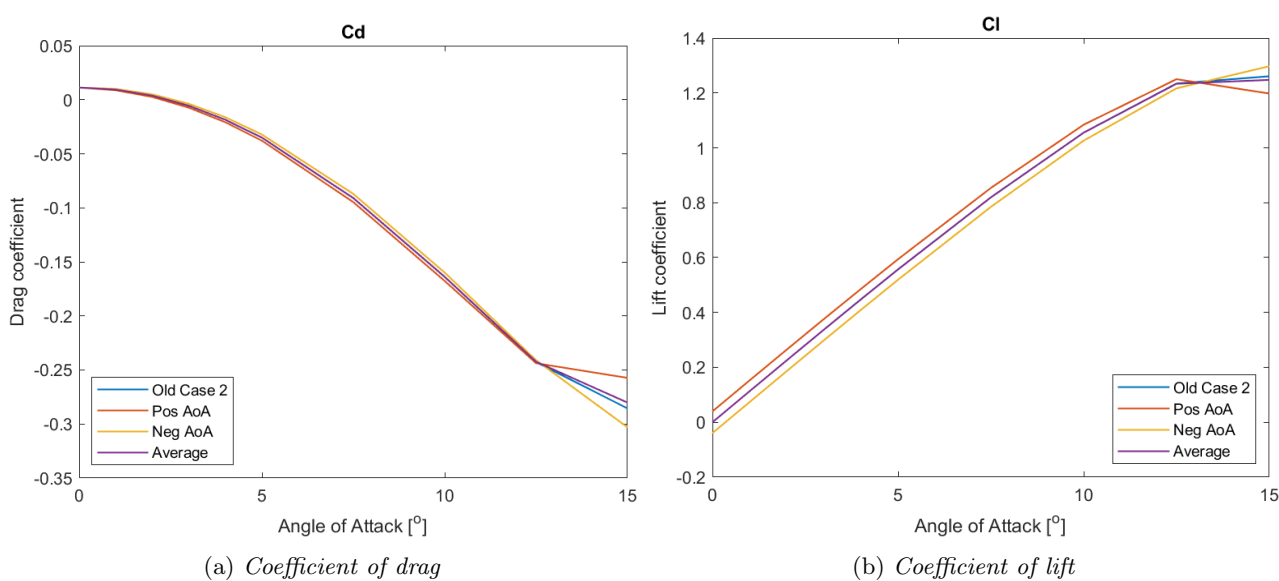 Cd
0.05
0
-0.05
-0.1
-0.15
-0.2
-0.25
-0.3
-0.35
Drag coefficient
Old Case 2
Pos AoA
Neg AoA
Average
0 5 10 15
Angle of Attack [o]
(a) Coefficient of drag
Cl
1.4
1.2
1
0.8
0.6
0.4
0.2
0
-0.2
Lift coefficient
Old Case 2
Pos AoA
Neg AoA
Average
0 5 10 15
Angle of Attack [o]
(b) Coefficient of lift